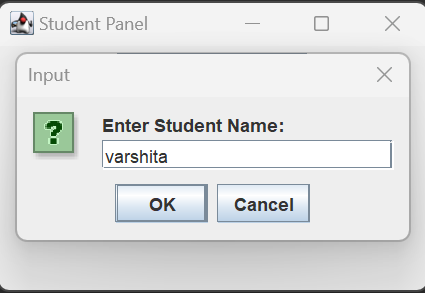 Student Panel
Input
?
Enter Student Name:
varshita
OK Cancel